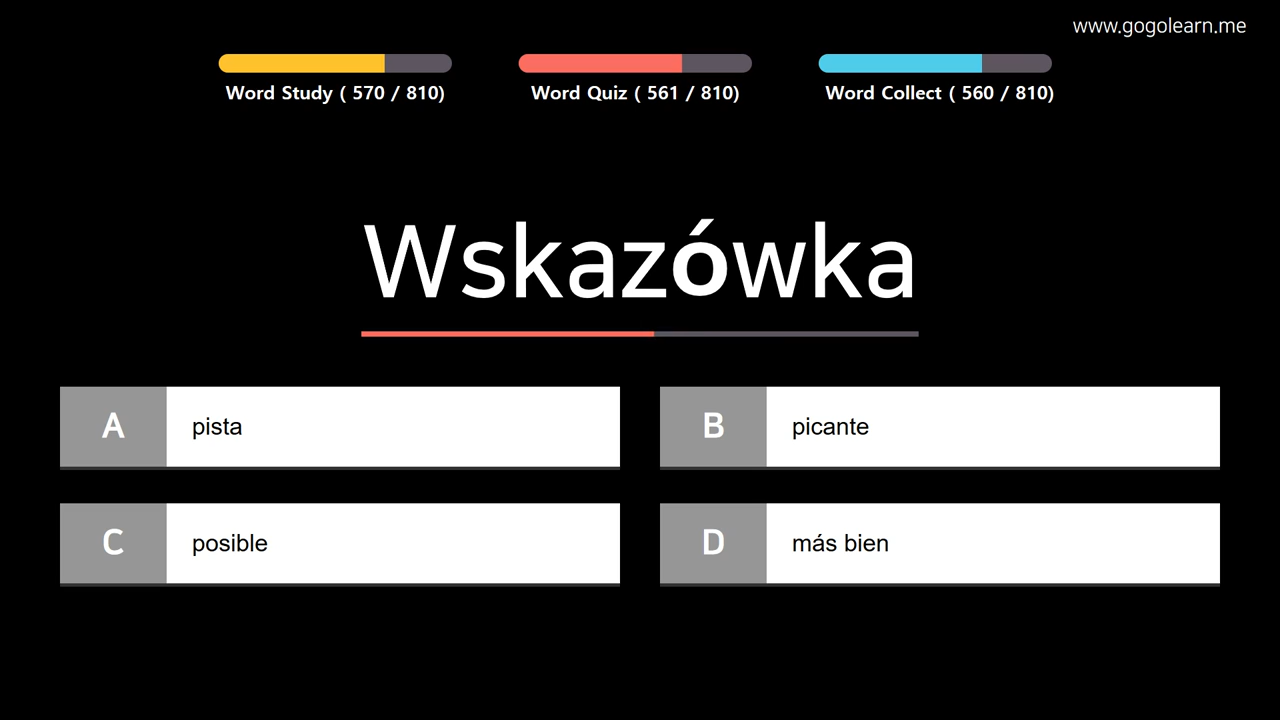 www.gogolearn.me
Word Study ( 570 / 810)
Word Quiz ( 561 / 810)
Word Collect ( 560 / 810)
Wskazówka
A pista
B picante
C posible
D más bien